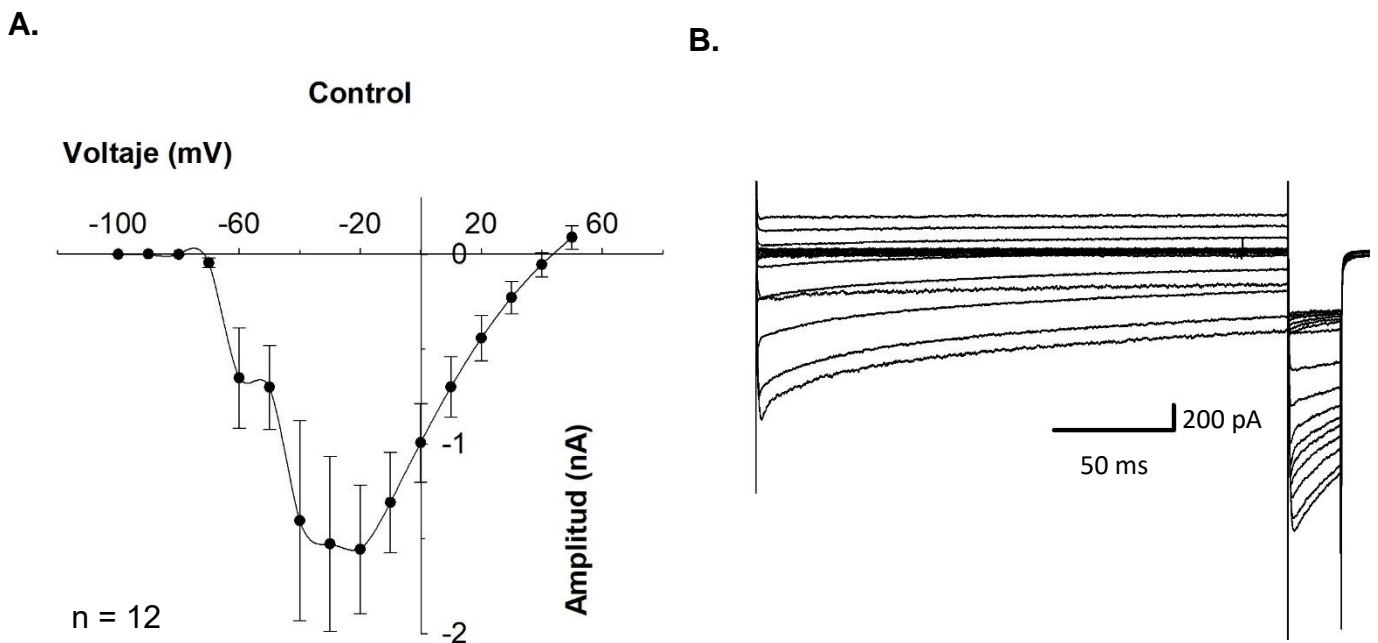 A.
Control
Voltaje (mV)
-100 -60 -20 20 60
0
-1
-2
Amplitud (nA)
n = 12
B.
200 pA
50 ms